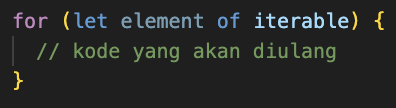 for (let element of iterable) {
  // kode yang akan diulang
}